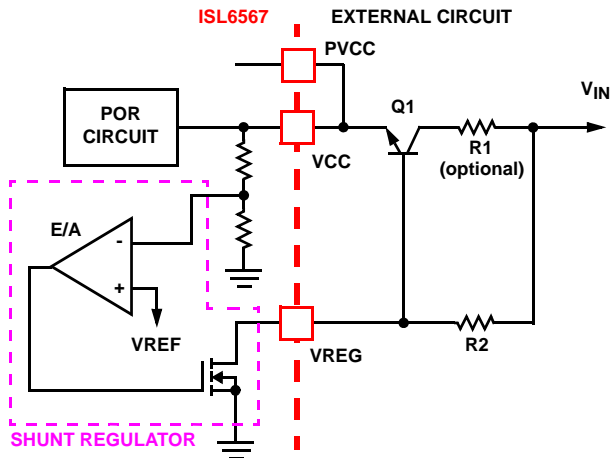 ISL6567
EXTERNAL CIRCUIT
PVCC
VIN
POR
CIRCUIT
Q1
VCC
R1
(optional)
E/A
-
+
VREF
VREG
R2
SHUNT REGULATOR